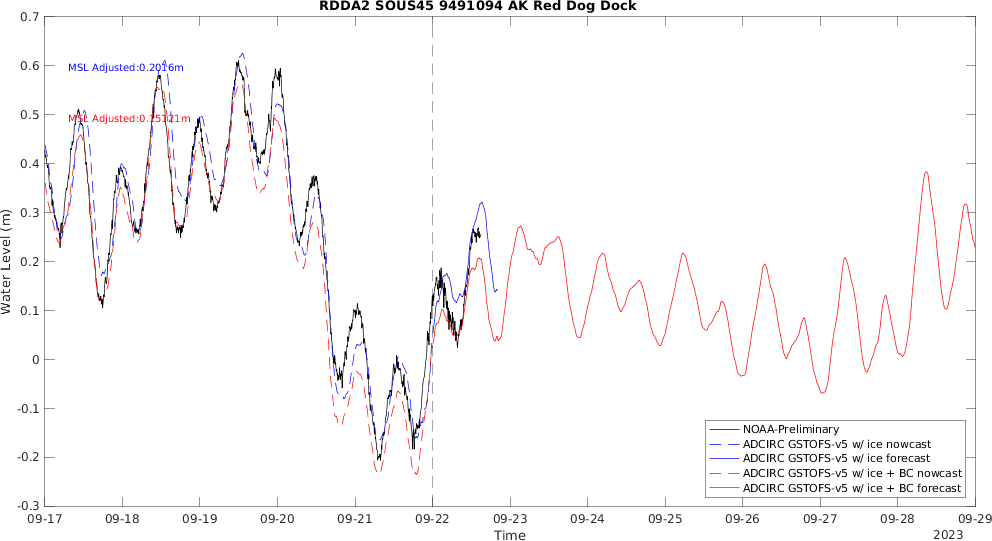 RDDA2 SOUS45 9491094 AK Red Dog Dock
0.7
0.6
0.5
0.4
0.3
0.2
0.1
0
-0.1
-0.2
-0.3
Water Level (m)
MSL Adjusted:0.2016m
MSL Adjusted:0.15121m
NOAA-Preliminary
ADCIRC GSTOFS-v5 w/ ice nowcast
ADCIRC GSTOFS-v5 w/ ice forecast
ADCIRC GSTOFS-v5 w/ ice + BC nowcast
ADCIRC GSTOFS-v5 w/ ice + BC forecast
09-17 09-18 09-19 09-20 09-21 09-22 09-23 09-24 09-25 09-26 09-27 09-28 09-29
Time
2023